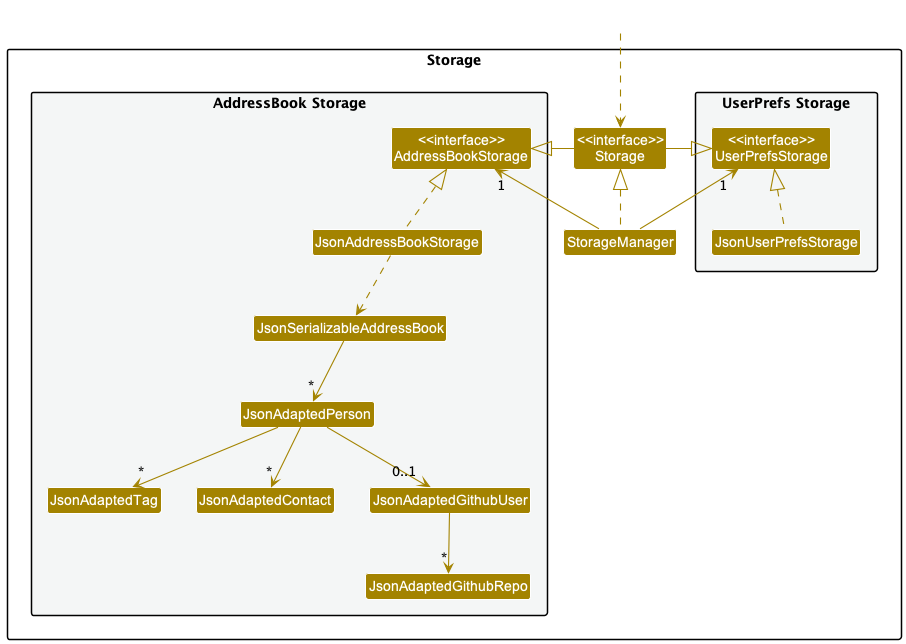 Storage
AddressBook Storage
UserPrefs Storage
<<interface>>
AddressBookStorage
<<interface>>
Storage
<<interface>>
UserPrefsStorage
1
1
JsonAddressBookStorage
StorageManager
JsonUserPrefsStorage
JsonSerializableAddressBook
*
JsonAdaptedPerson
*
*
0..1
JsonAdaptedTag
JsonAdaptedContact
JsonAdaptedGithubUser
*
JsonAdaptedGithubRepo